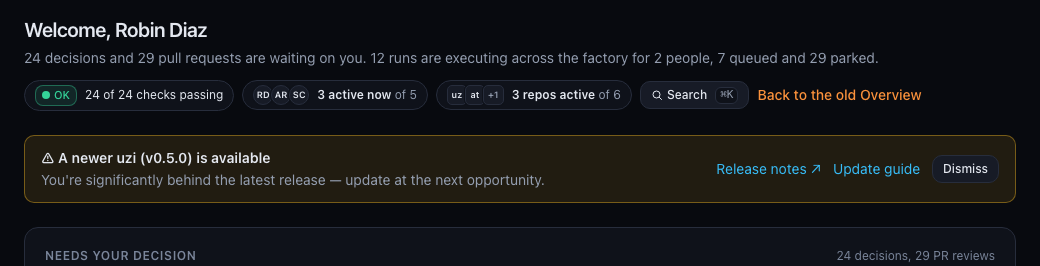 Welcome, Robin Diaz
24 decisions and 29 pull requests are waiting on you. 12 runs are executing across the factory for 2 people, 7 queued and 29 parked.
OK 24 of 24 checks passing RD AR SC 3 active now of 5 uz at +1 3 repos active of 6 Search ⌘K Back to the old Overview
A newer uzi (v0.5.0) is available
You're significantly behind the latest release — update at the next opportunity.
Release notes ↗ Update guide Dismiss
NEEDS YOUR DECISION 24 decisions, 29 PR reviews